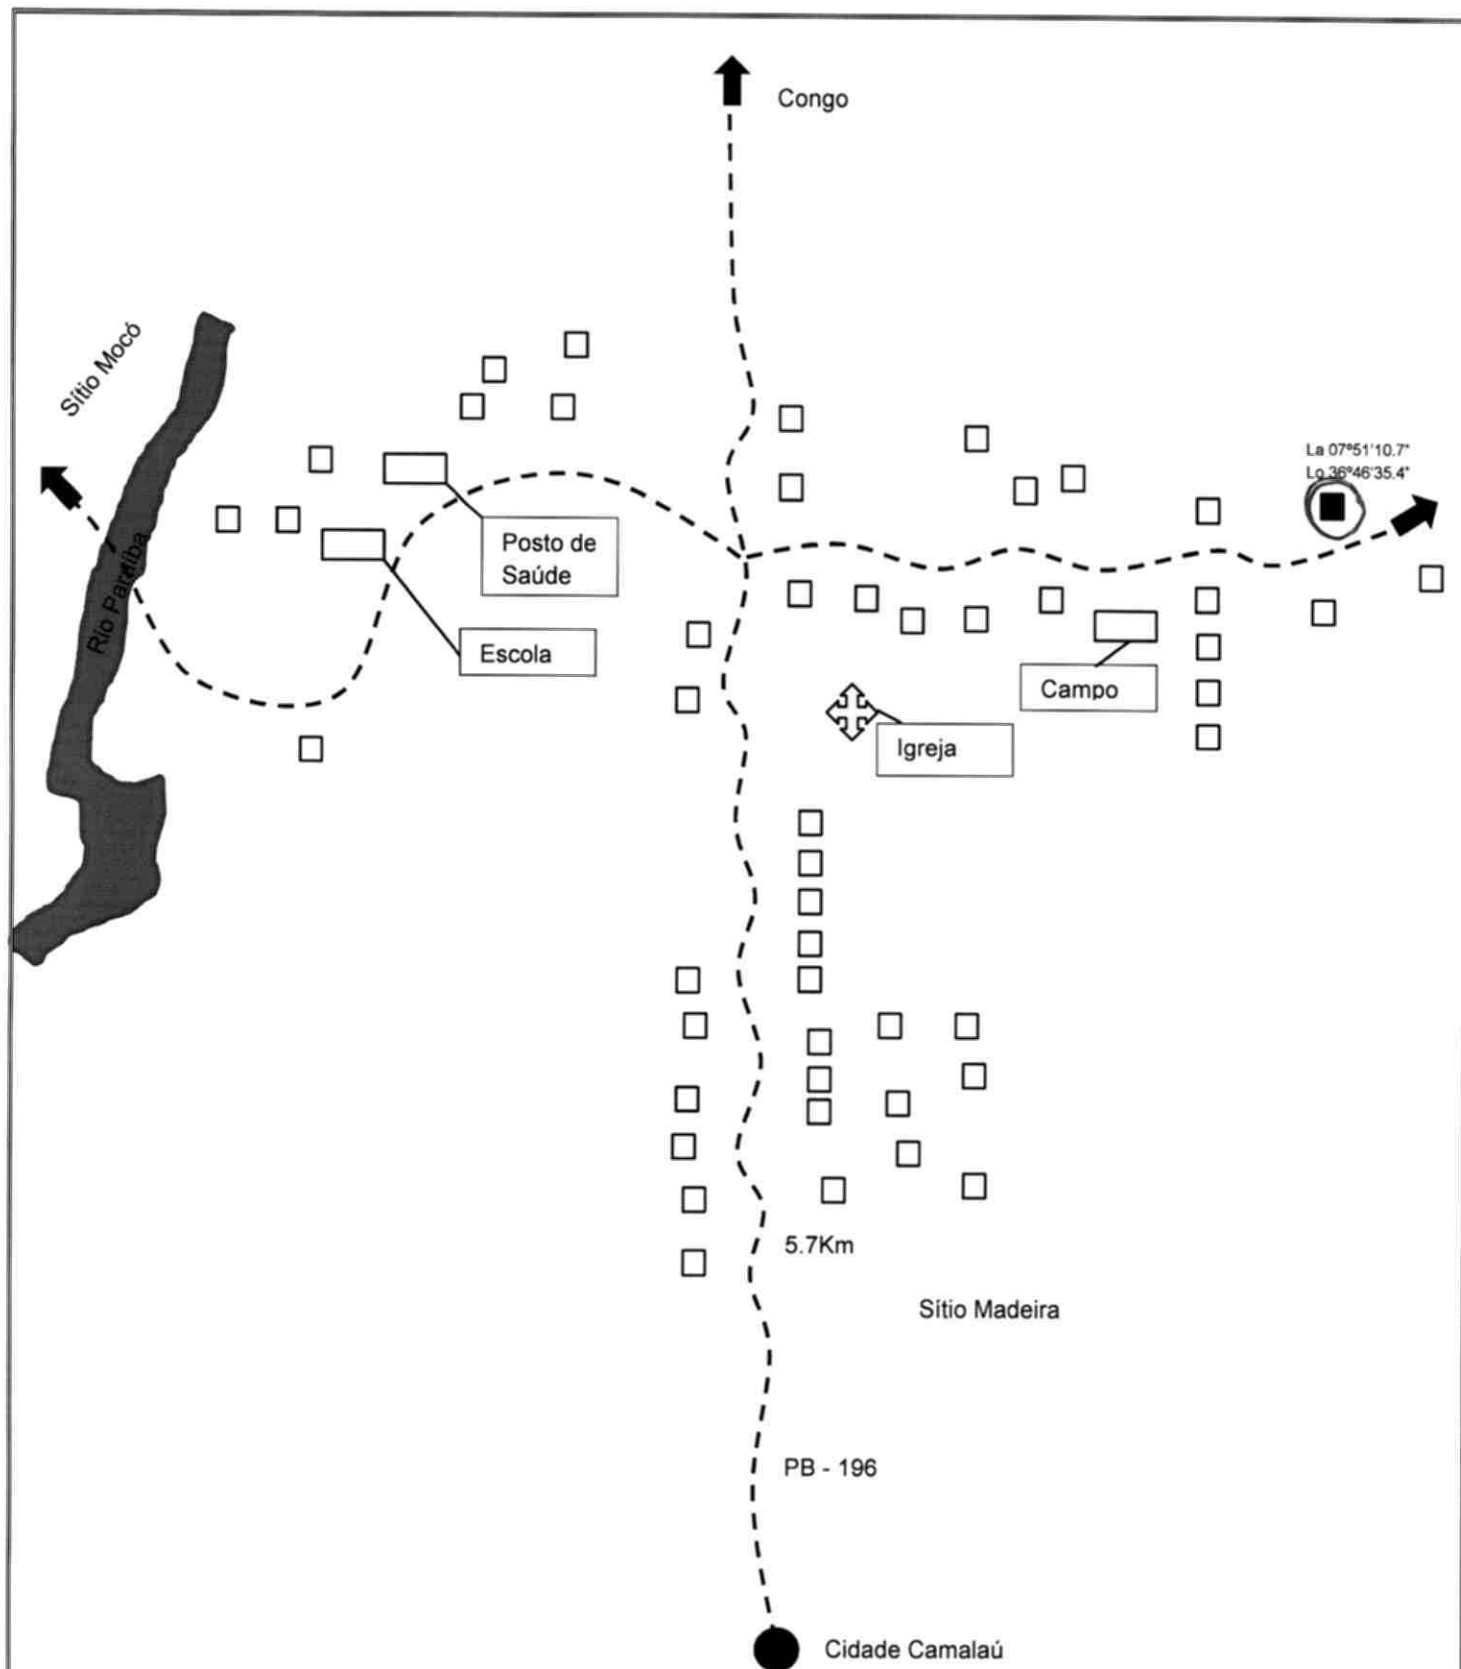 Congo
Sítio Mocó
La 07º51'10.7"
Lo 36º46'35.4"
Rio Paraíba
Posto de
Saúde
Escola
Campo
Igreja
5.7Km
Sítio Madeira
PB - 196
Cidade Camalaú